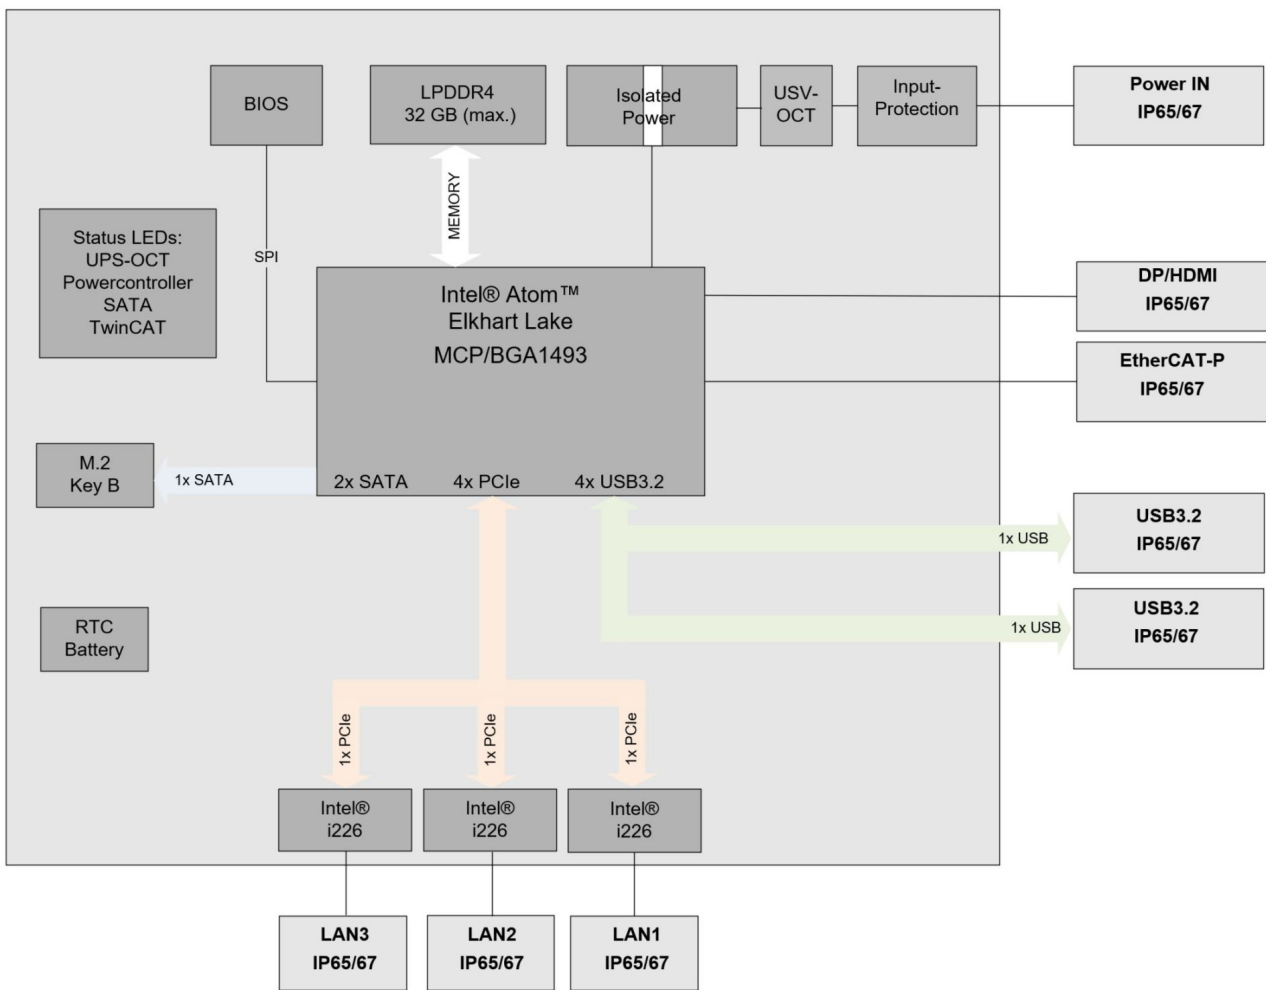 BIOS
LPDDR4
32 GB (max.)
Isolated
Power
USV-
OCT
Input-
Protection
Power IN
IP65/67
MEMORY
Status LEDs:
UPS-OCT
Powercontroller
SATA
TwinCAT
SPI
Intel® Atom™
Elkhart Lake
MCP/BGA1493
DP/HDMI
IP65/67
EtherCAT-P
IP65/67
M.2
Key B
1x SATA
2x SATA
4x PCIe
4x USB3.2
USB3.2
IP65/67
1x USB
USB3.2
IP65/67
1x USB
RTC
Battery
1x PCIe
1x PCIe
1x PCIe
Intel®
i226
Intel®
i226
Intel®
i226
LAN3
IP65/67
LAN2
IP65/67
LAN1
IP65/67